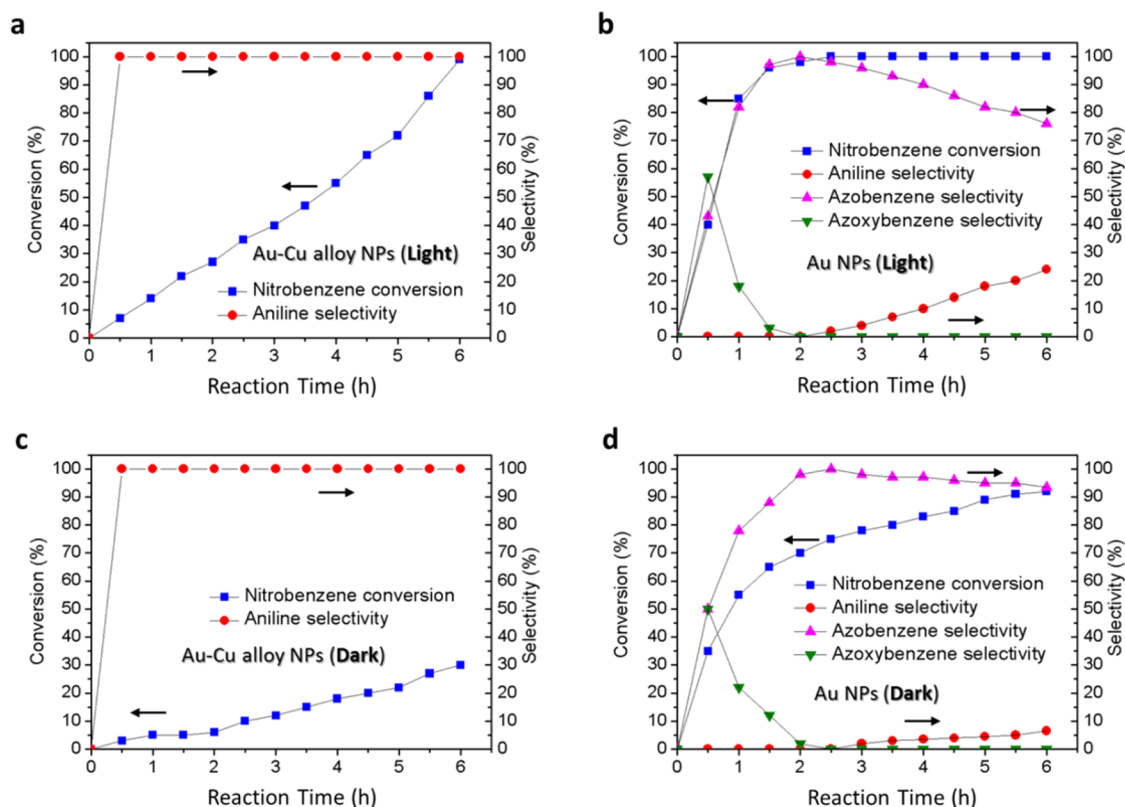 a
100
90
80
70
60
50
40
30
20
10
0
Conversion (%)
100
90
80
70
60
50
40
30
20
10
0
Selectivity (%)
Au-Cu alloy NPs (Light)
Nitrobenzene conversion
Aniline selectivity
0 1 2 3 4 5 6
Reaction Time (h)
b
100
90
80
70
60
50
40
30
20
10
0
Conversion (%)
100
90
80
70
60
50
40
30
20
10
0
Selectivity (%)
Nitrobenzene conversion
Aniline selectivity
Azobenzene selectivity
Azoxybenzene selectivity
Au NPs (Light)
0 1 2 3 4 5 6
Reaction Time (h)
c
100
90
80
70
60
50
40
30
20
10
0
Conversion (%)
100
90
80
70
60
50
40
30
20
10
0
Selectivity (%)
Nitrobenzene conversion
Aniline selectivity
Au-Cu alloy NPs (Dark)
0 1 2 3 4 5 6
Reaction Time (h)
d
100
90
80
70
60
50
40
30
20
10
0
Conversion (%)
100
90
80
70
60
50
40
30
20
10
0
Selectivity (%)
Nitrobenzene conversion
Aniline selectivity
Azobenzene selectivity
Azoxybenzene selectivity
Au NPs (Dark)
0 1 2 3 4 5 6
Reaction Time (h)